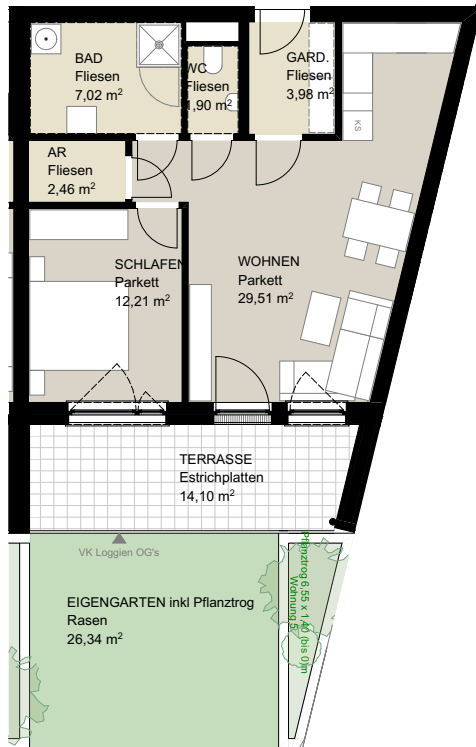 BAD
Fliesen
7,02 m²
WC
Fliesen
1,90 m²
GARD.
Fliesen
3,98 m²
KS
AR
Fliesen
2,46 m²
SCHLAFEN
Parkett
12,21 m²
WOHNEN
Parkett
29,51 m²
TERRASSE
Estrichplatten
14,10 m²
VK Loggien OG's
EIGENGARTEN inkl Pflanztrog
Rasen
26,34 m²
Pflanztrog 6,55 x 1,40 (bis 0)m
Wohnung